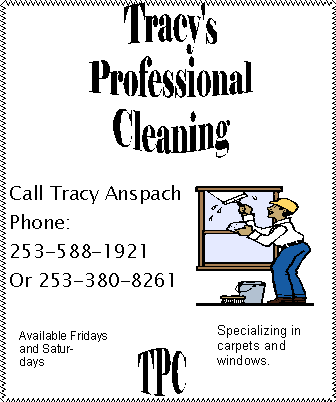 Tracy's
Professional
Cleaning
Call Tracy Anspach
Phone:
253-588-1921
Or 253-380-8261
Available Fridays
and Satur-
days
Specializing in
carpets and
windows.
TPC